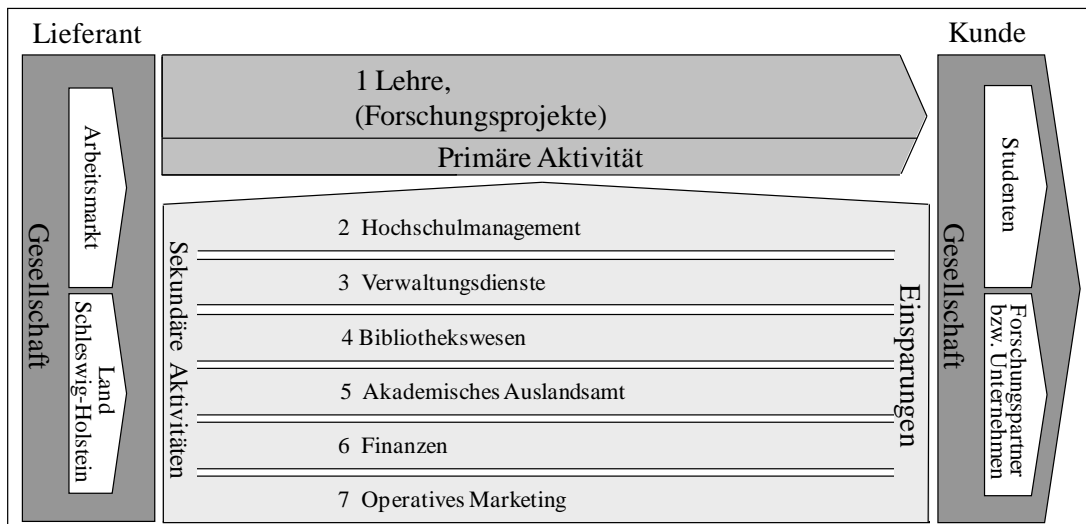 Lieferant
Kunde
Gesellschaft
Arbeitsmarkt
Land
Schleswig-Holstein
1 Lehre,
(Forschungsprojekte)
Primäre Aktivität
Sekundäre Aktivitäten
2 Hochschulmanagement
3 Verwaltungsdienste
4 Bibliothekswesen
5 Akademisches Auslandsamt
6 Finanzen
7 Operatives Marketing
Einsparungen
Gesellschaft
Studenten
Forschungspartner
bzw. Unternehmen